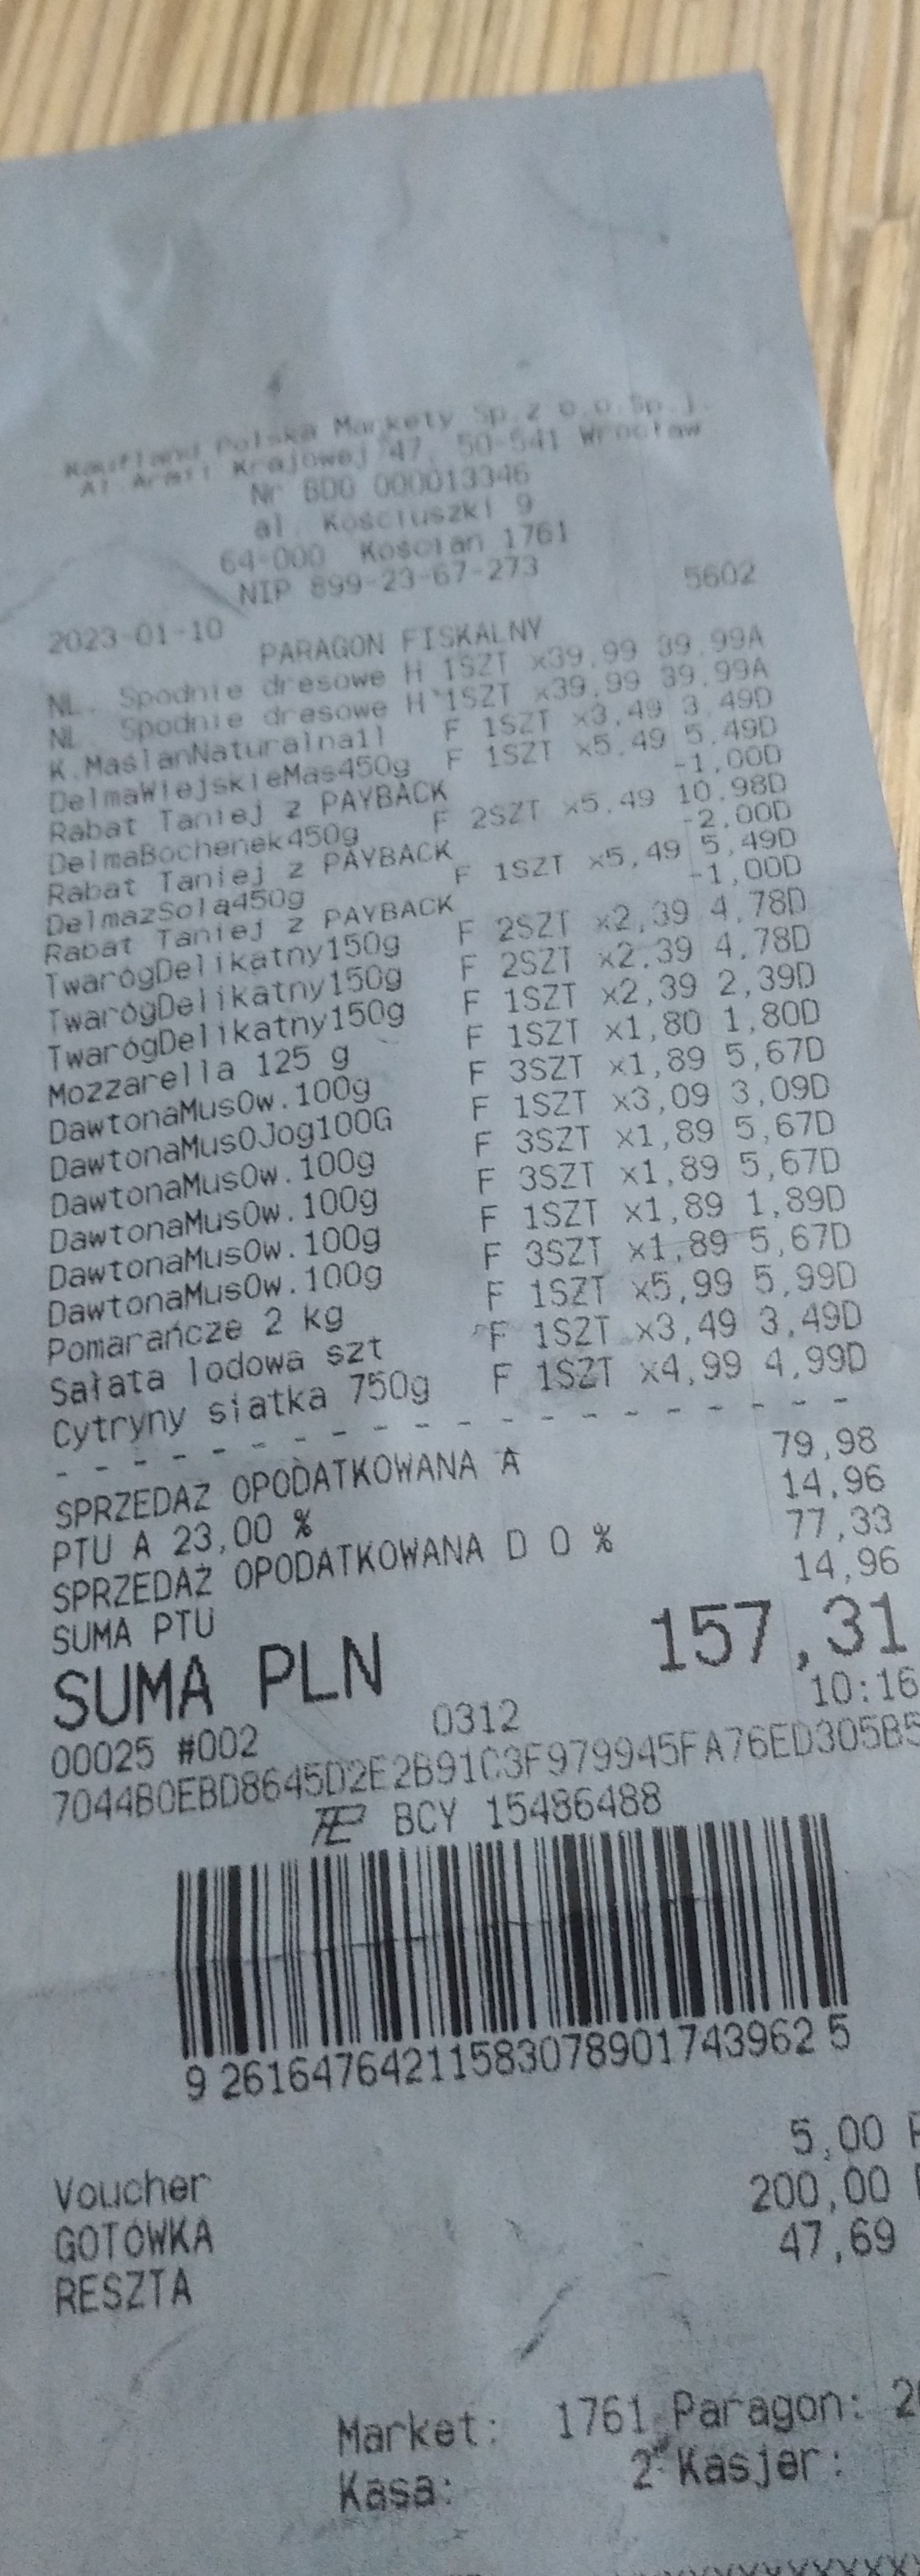 Kaufland Polska Markety Sp.z o.o.Sp.j.
Al.Armii Krajowej 47, 50-541 Wrocław
Nr BDO 000013346
al. Kościuszki 9
64-000 Kościan 1761
NIP 899-23-67-273
2023-01-10 5602
PARAGON FISKALNY
NL. Spodnie dresowe H 1SZT x39,99 39,99A
NL. Spodnie dresowe H 1SZT x39,99 39,99A
K.MaślanNaturalna1l F 1SZT x3,49 3,49D
DelmaWiejskieMas450g F 1SZT x5,49 5,49D
Rabat Taniej z PAYBACK -1,00D
DelmaBochenek450g F 2SZT x5,49 10,98D
Rabat Taniej z PAYBACK -2,00D
DelmazSolą450g F 1SZT x5,49 5,49D
Rabat Taniej z PAYBACK -1,00D
TwarógDelikatny150g F 2SZT x2,39 4,78D
TwarógDelikatny150g F 2SZT x2,39 4,78D
TwarógDelikatny150g F 1SZT x2,39 2,39D
Mozzarella 125 g F 1SZT x1,80 1,80D
DawtonaMusOw.100g F 3SZT x1,89 5,67D
DawtonaMusOJog100G F 1SZT x3,09 3,09D
DawtonaMusOw.100g F 3SZT x1,89 5,67D
DawtonaMusOw.100g F 3SZT x1,89 5,67D
DawtonaMusOw.100g F 1SZT x1,89 1,89D
DawtonaMusOw.100g F 3SZT x1,89 5,67D
Pomarańcze 2 kg F 1SZT x5,99 5,99D
Sałata lodowa szt F 1SZT x3,49 3,49D
Cytryny siatka 750g F 1SZT x4,99 4,99D
SPRZEDAŻ OPODATKOWANA A 79,98
PTU A 23,00 % 14,96
SPRZEDAŻ OPODATKOWANA D 0 % 77,33
SUMA PTU 14,96
SUMA PLN 157,31
00025 #002 0312 10:16
7044B0EBD8645D2E2B91C3F979945FA76ED305B5
BCY 15486488
9 261647642115830789017439625
Voucher 5,00
GOTÓWKA 200,00
RESZTA 47,69
Market: 1761 Paragon:
Kasa: 2 Kasjer: